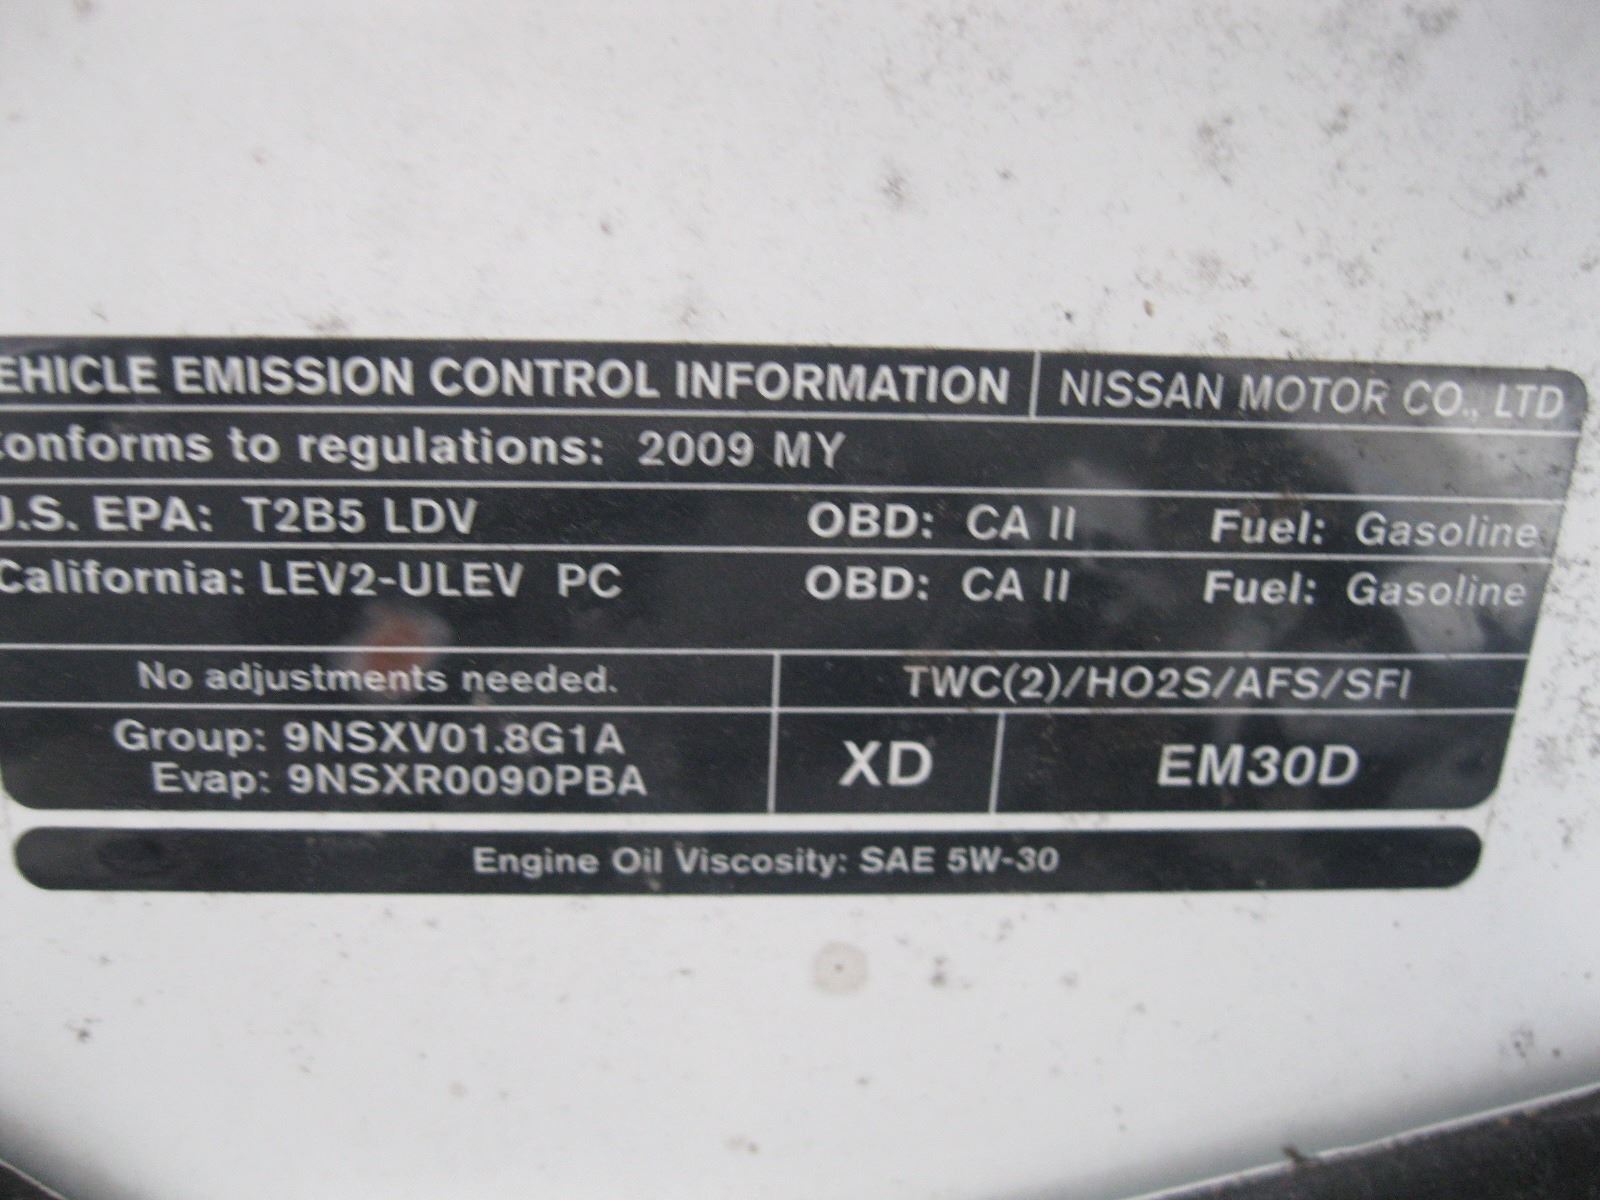 EHICLE EMISSION CONTROL INFORMATION NISSAN MOTOR CO., LTD
onforms to regulations: 2009 MY
U.S. EPA: T2B5 LDV OBD: CA II Fuel: Gasoline
California: LEV2-ULEV PC OBD: CA II Fuel: Gasoline
No adjustments needed. TWC(2)/HO2S/AFS/SFI
Group: 9NSXV01.8G1A
Evap: 9NSXR0090PBA
XD EM30D
Engine Oil Viscosity: SAE 5W-30